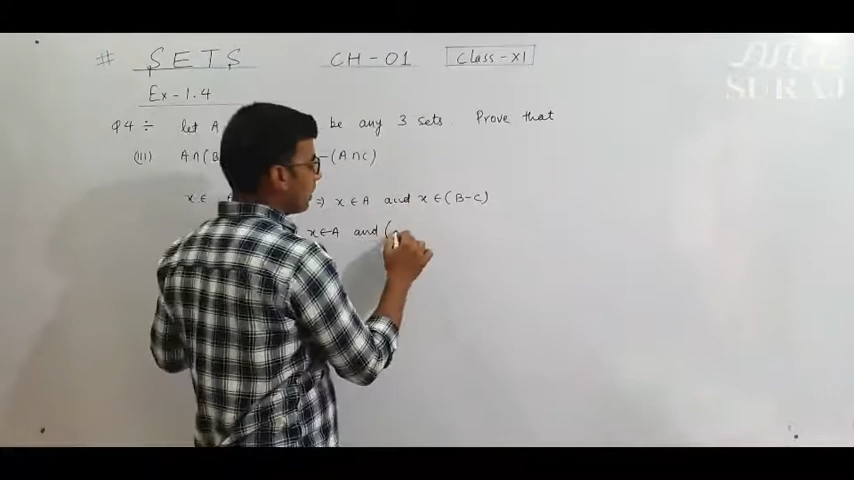 # SETS CH-01 Class-XI
Ex-1.4
Q4 ÷ let A be any 3 sets. Prove that
(III) A∩(B -(A∩C)
x ∈ A ⇒ x ∈ A and x ∈ (B-C)
x ∈ A and (
SURAJ